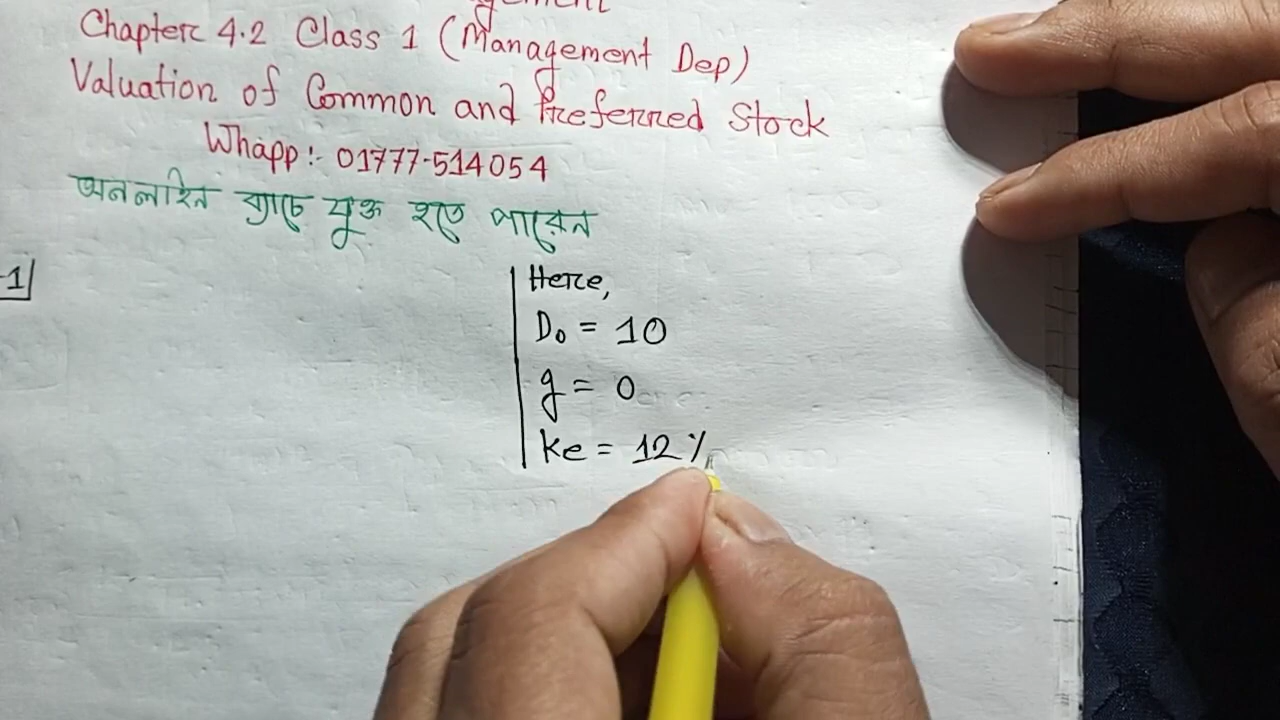 Chapter 4.2 Class 1 (Management Dep)
Valuation of Common and Preferred Stock
Whapp:- 01777-514054
অনলাইন ব্যাচে যুক্ত হতে পারেন
-1
Here,
D₀ = 10
g = 0
Ke = 12%